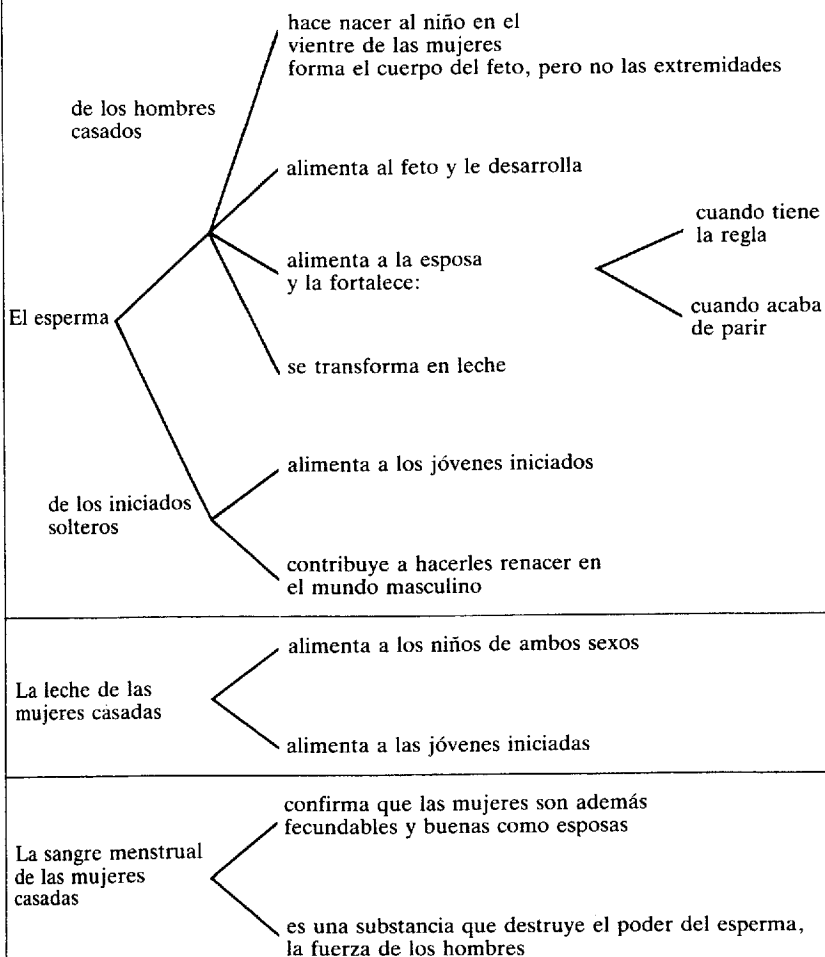 hace nacer al niño en el
vientre de las mujeres
forma el cuerpo del feto, pero no las extremidades
de los hombres
casados
alimenta al feto y le desarrolla
cuando tiene
la regla
alimenta a la esposa
y la fortalece:
cuando acaba
de parir
El esperma
se transforma en leche
alimenta a los jóvenes iniciados
de los iniciados
solteros
contribuye a hacerles renacer en
el mundo masculino
alimenta a los niños de ambos sexos
La leche de las
mujeres casadas
alimenta a las jóvenes iniciadas
confirma que las mujeres son además
fecundables y buenas como esposas
La sangre menstrual
de las mujeres
casadas
es una substancia que destruye el poder del esperma,
la fuerza de los hombres